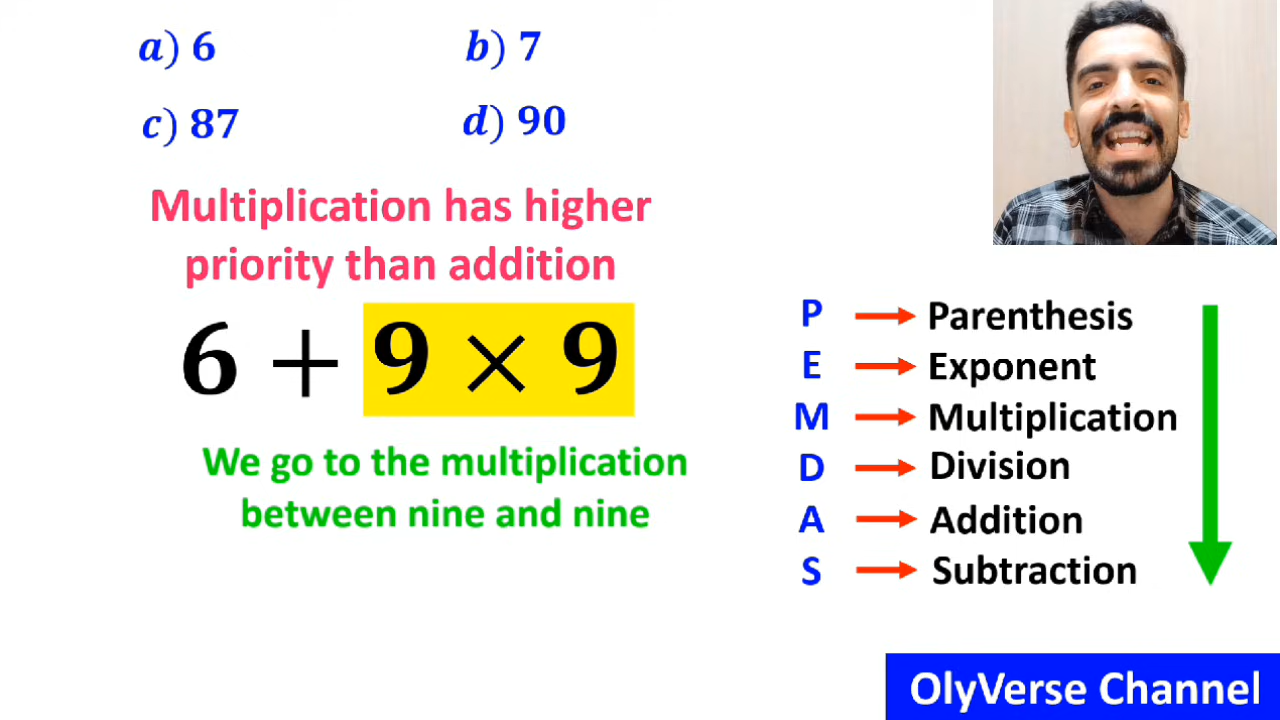 a) 6 b) 7
c) 87 d) 90
Multiplication has higher
priority than addition
6 + 9 × 9
We go to the multiplication
between nine and nine
P → Parenthesis
E → Exponent
M → Multiplication
D → Division
A → Addition
S → Subtraction
OlyVerse Channel